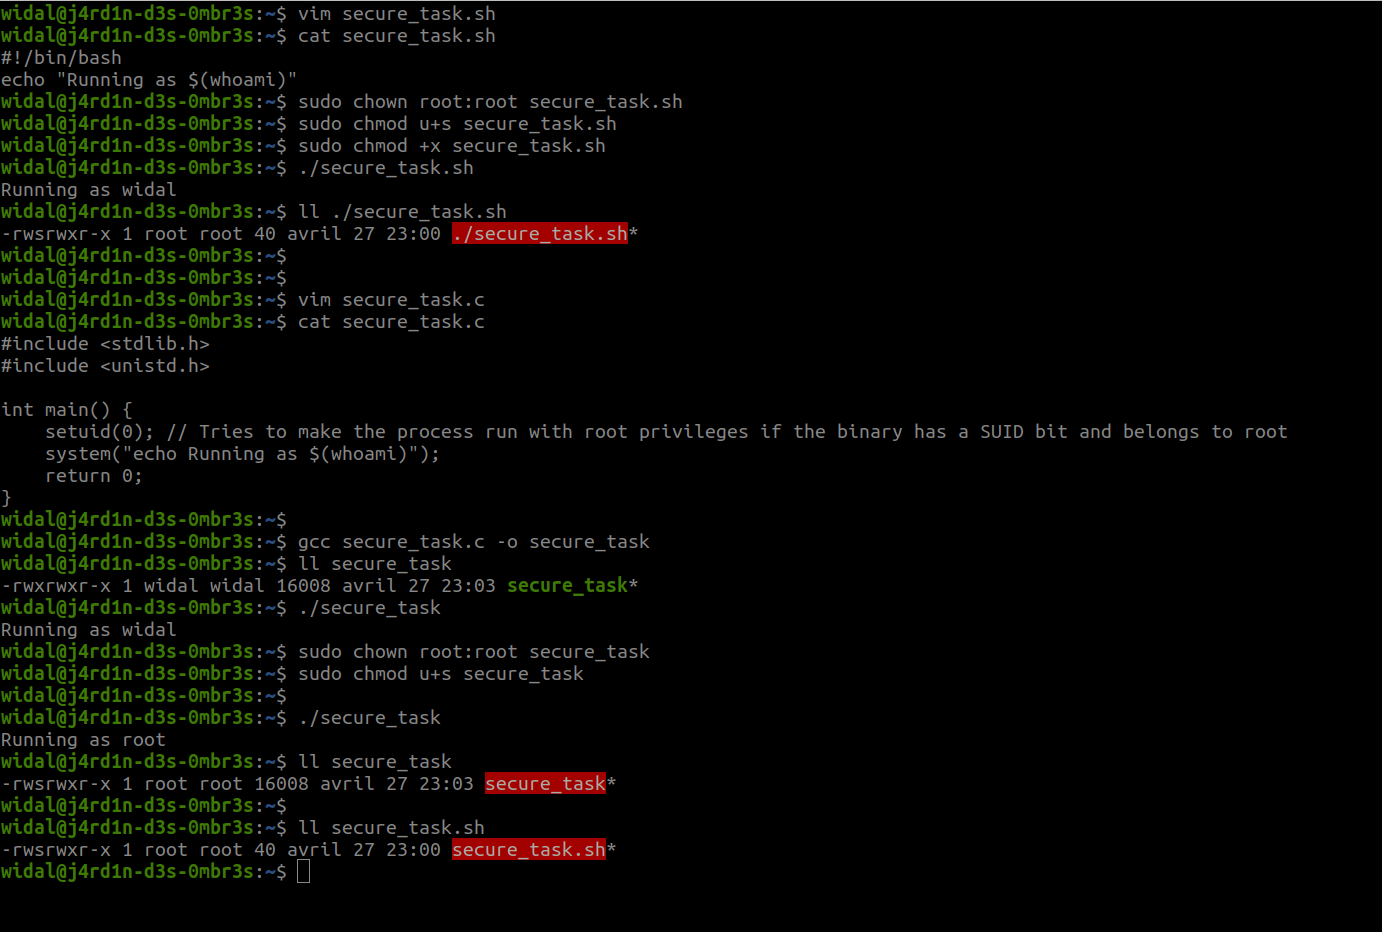 widal@j4rd1n-d3s-0mbr3s:~$ vim secure_task.sh
widal@j4rd1n-d3s-0mbr3s:~$ cat secure_task.sh
#!/bin/bash
echo "Running as $(whoami)"
widal@j4rd1n-d3s-0mbr3s:~$ sudo chown root:root secure_task.sh
widal@j4rd1n-d3s-0mbr3s:~$ sudo chmod u+s secure_task.sh
widal@j4rd1n-d3s-0mbr3s:~$ sudo chmod +x secure_task.sh
widal@j4rd1n-d3s-0mbr3s:~$ ./secure_task.sh
Running as widal
widal@j4rd1n-d3s-0mbr3s:~$ ll ./secure_task.sh
-rwsrwxr-x 1 root root 40 avril 27 23:00 ./secure_task.sh*
widal@j4rd1n-d3s-0mbr3s:~$
widal@j4rd1n-d3s-0mbr3s:~$
widal@j4rd1n-d3s-0mbr3s:~$ vim secure_task.c
widal@j4rd1n-d3s-0mbr3s:~$ cat secure_task.c
#include <stdlib.h>
#include <unistd.h>

int main() {
    setuid(0); // Tries to make the process run with root privileges if the binary has a SUID bit and belongs to root
    system("echo Running as $(whoami)");
    return 0;
}
widal@j4rd1n-d3s-0mbr3s:~$
widal@j4rd1n-d3s-0mbr3s:~$ gcc secure_task.c -o secure_task
widal@j4rd1n-d3s-0mbr3s:~$ ll secure_task
-rwxrwxr-x 1 widal widal 16008 avril 27 23:03 secure_task*
widal@j4rd1n-d3s-0mbr3s:~$ ./secure_task
Running as widal
widal@j4rd1n-d3s-0mbr3s:~$ sudo chown root:root secure_task
widal@j4rd1n-d3s-0mbr3s:~$ sudo chmod u+s secure_task
widal@j4rd1n-d3s-0mbr3s:~$
widal@j4rd1n-d3s-0mbr3s:~$ ./secure_task
Running as root
widal@j4rd1n-d3s-0mbr3s:~$ ll secure_task
-rwsrwxr-x 1 root root 16008 avril 27 23:03 secure_task*
widal@j4rd1n-d3s-0mbr3s:~$
widal@j4rd1n-d3s-0mbr3s:~$ ll secure_task.sh
-rwsrwxr-x 1 root root 40 avril 27 23:00 secure_task.sh*
widal@j4rd1n-d3s-0mbr3s:~$